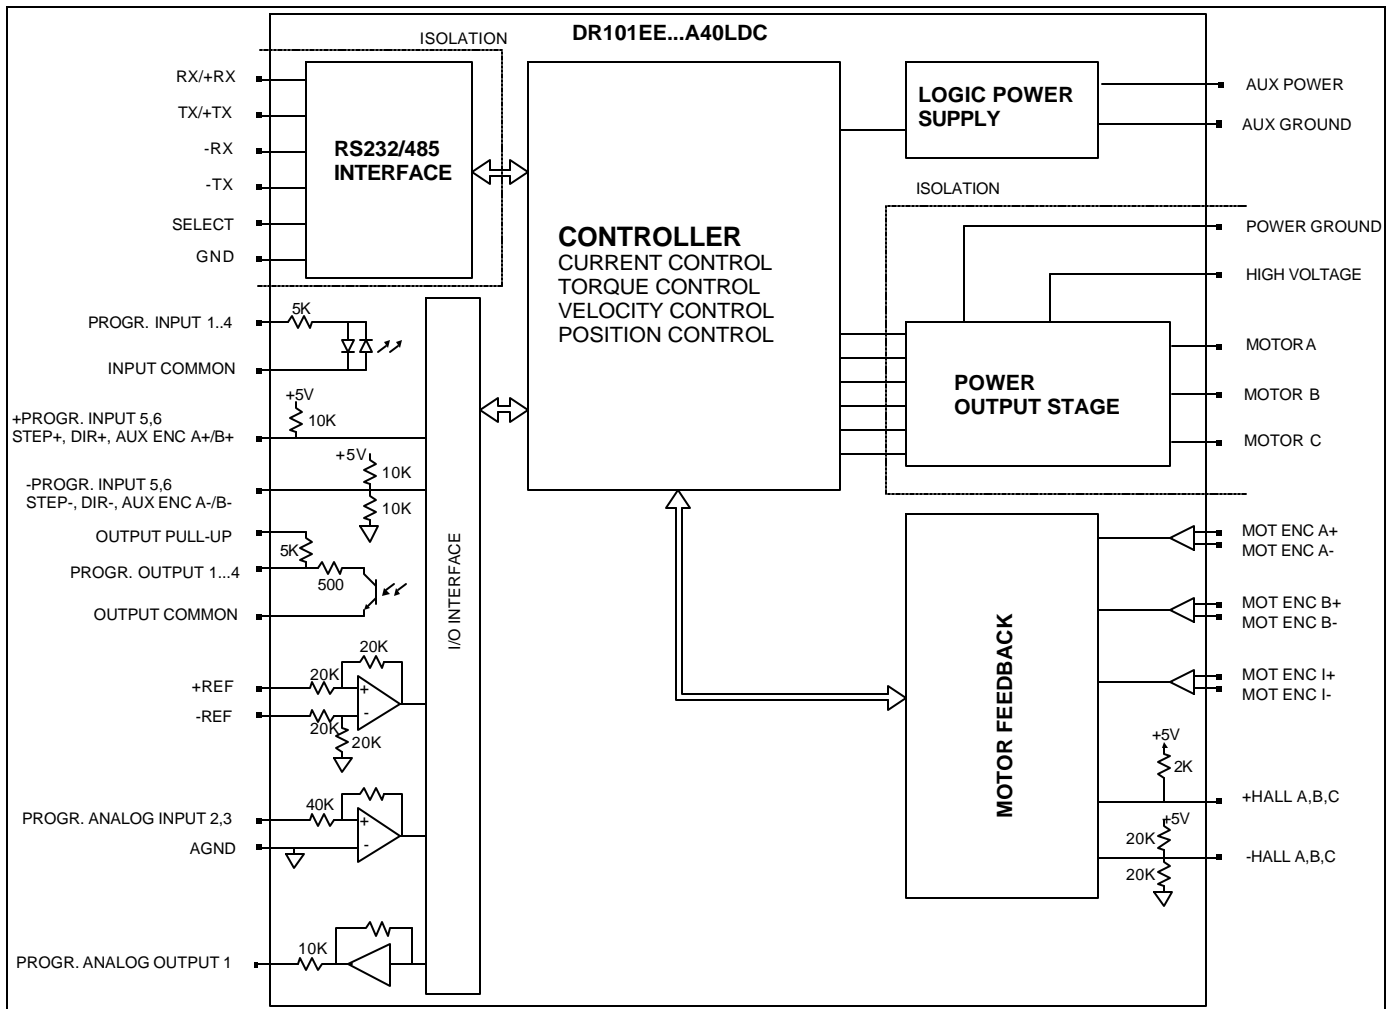 DR101EE...A40LDC
ISOLATION
RX/+RX
TX/+TX
-RX
-TX
SELECT
GND
RS232/485
INTERFACE
CONTROLLER
CURRENT CONTROL
TORQUE CONTROL
VELOCITY CONTROL
POSITION CONTROL
LOGIC POWER
SUPPLY
AUX POWER
AUX GROUND
ISOLATION
POWER GROUND
HIGH VOLTAGE
POWER
OUTPUT STAGE
MOTOR A
MOTOR B
MOTOR C
PROGR. INPUT 1..4
5K
INPUT COMMON
+5V
10K
+PROGR. INPUT 5,6
STEP+, DIR+, AUX ENC A+/B+
+5V
10K
10K
-PROGR. INPUT 5,6
STEP-, DIR-, AUX ENC A-/B-
OUTPUT PULL-UP
5K
PROGR. OUTPUT 1...4
500
OUTPUT COMMON
I/O INTERFACE
20K
+REF
20K
-REF
20K
20K
PROGR. ANALOG INPUT 2,3
40K
+
-
+
-
AGND
PROGR. ANALOG OUTPUT 1
10K
MOTOR FEEDBACK
MOT ENC A+
MOT ENC A-
MOT ENC B+
MOT ENC B-
MOT ENC I+
MOT ENC I-
+5V
2K
+HALL A,B,C
+5V
20K
-HALL A,B,C
20K